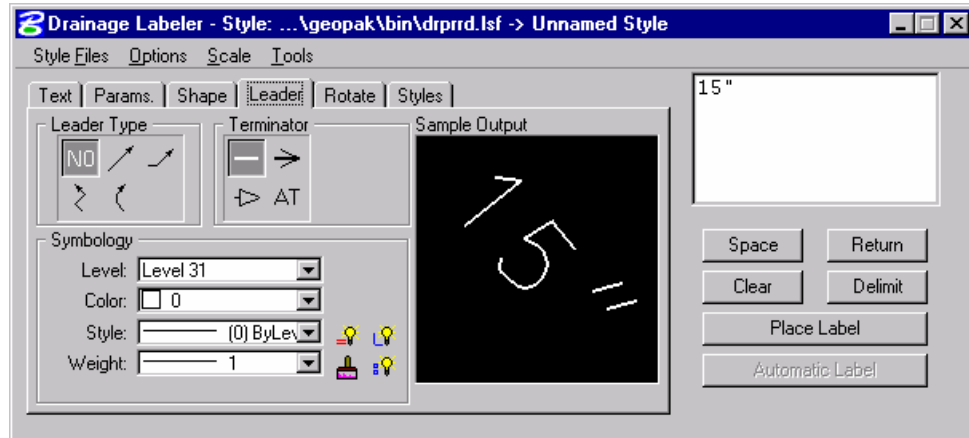 Drainage Labeler - Style: ...\geopak\bin\drprrd.lsf -> Unnamed Style
Style Files Options Scale Tools
Text Params. Shape Leader Rotate Styles
Leader Type
NO
Terminator
AT
Sample Output
15"
Symbology
Level: Level 31
Color: 0
Style: (0) ByLev
Weight: 1
15"
Space Return
Clear Delimit
Place Label
Automatic Label